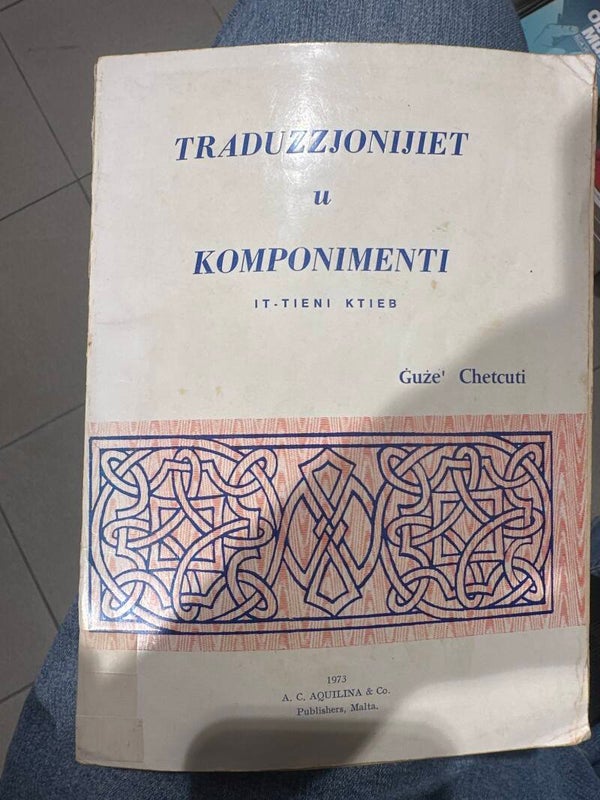 TRADUZZJONIJIET
u
KOMPONIMENTI
IT-TIENI KTIEB
Ġuże' Chetcuti
1973
A. C. AQUILINA & Co.
Publishers, Malta.